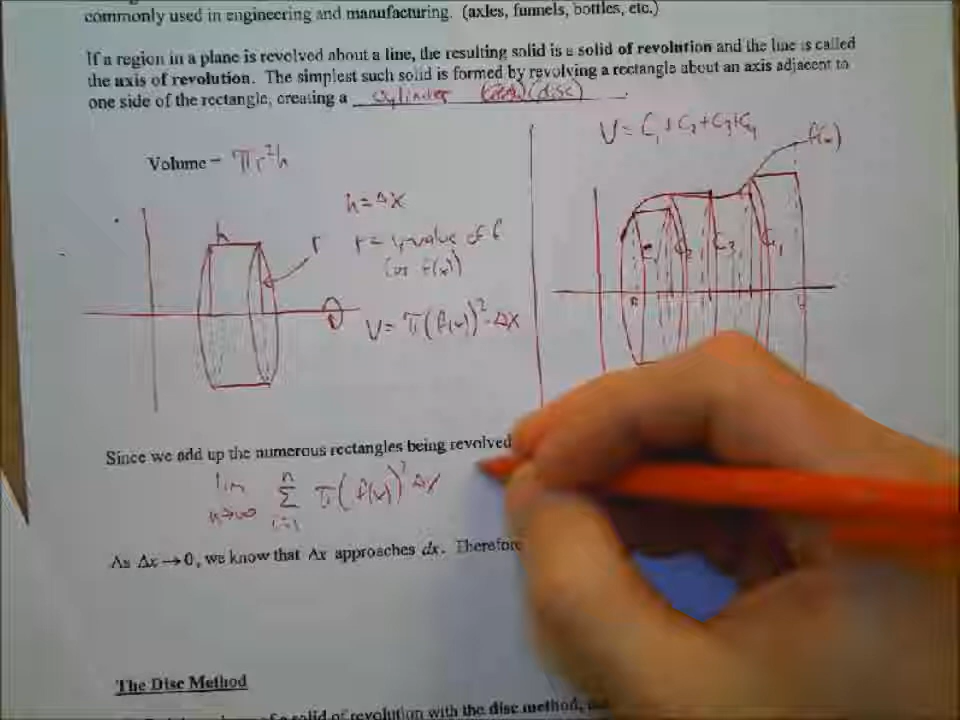 commonly used in engineering and manufacturing. (axles, funnels, bottles, etc.)
If a region in a plane is revolved about a line, the resulting solid is a solid of revolution and the line is called
the axis of revolution. The simplest such solid is formed by revolving a rectangle about an axis adjacent to
one side of the rectangle, creating a cylinder (disc).
Volume = πr²h
h = Δx
r = y-value of f
(or f(x))
V = π(f(x))²·Δx
h
r
V = C₁ + C₂ + C₃ + C₄
f(x)
C₂ C₃
Since we add up the numerous rectangles being revolved
lim n→∞ n Σ i=1 π(f(x))² Δx
As Δx → 0, we know that Δx approaches dx. Therefore
The Disc Method
of a solid of revolution with the disc method,